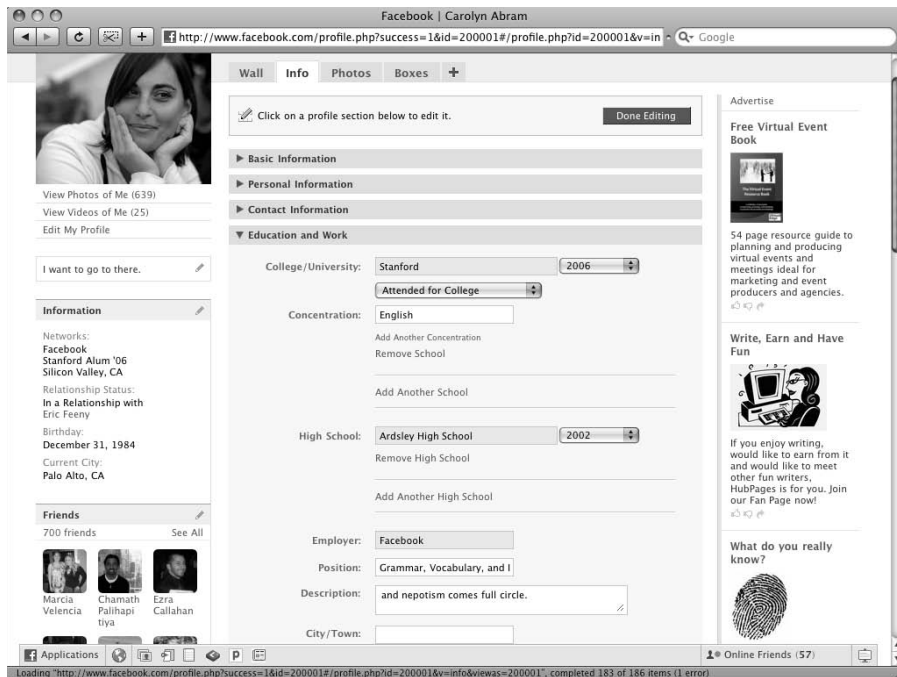 Facebook | Carolyn Abram
http://www.facebook.com/profile.php?success=1&id=200001#/profile.php?id=200001&v=in
Google
Wall Info Photos Boxes +
Click on a profile section below to edit it.
Done Editing
Basic Information
Personal Information
Contact Information
Education and Work
College/University: Stanford 2006
Attended for College
Concentration: English
Add Another Concentration
Remove School
Add Another School
High School: Ardsley High School 2002
Remove High School
Add Another High School
Employer: Facebook
Position: Grammar, Vocabulary, and I
Description: and nepotism comes full circle.
City/Town:
View Photos of Me (639)
View Videos of Me (25)
Edit My Profile
I want to go to there.
Information
Networks:
Facebook
Stanford Alum '06
Silicon Valley, CA
Relationship Status:
In a Relationship with
Eric Feeny
Birthday:
December 31, 1984
Current City:
Palo Alto, CA
Friends
700 friends See All
Marcia Velencia
Chamath Palihapitiya
Ezra Callahan
Advertise
Free Virtual Event
Book
54 page resource guide to
planning and producing
virtual events and
meetings ideal for
marketing and event
producers and agencies.
Write, Earn and Have
Fun
If you enjoy writing,
would like to earn from it
and would like to meet
other fun writers,
HubPages is for you. Join
our Fan Page now!
What do you really
know?
Applications
Online Friends (57)
Loading "http://www.facebook.com/profile.php?success=1&id=200001#/profile.php?id=200001&v=info&viewas=200001", completed 183 of 186 items (1 error)